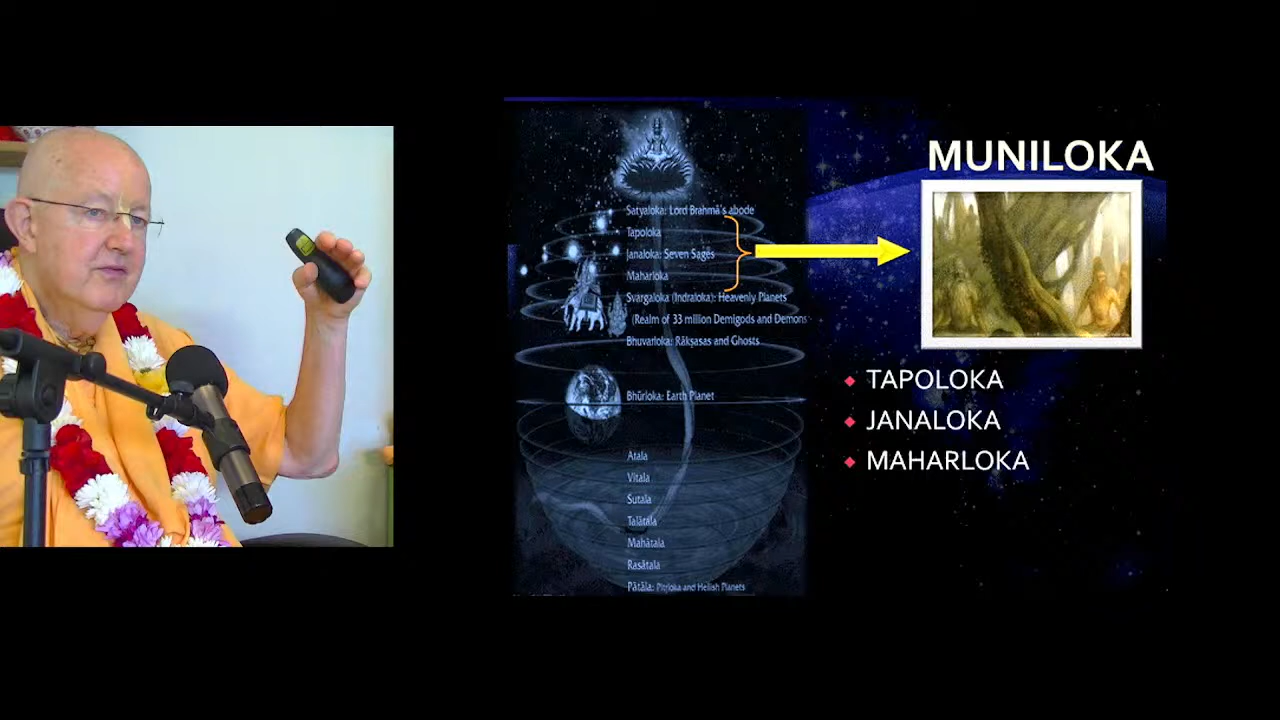 Satyaloka: Lord Brahmā's abode
Tapoloka
Janaloka: Seven Sages
Maharloka
Svargaloka (Indraloka): Heavenly Planets
(Realm of 33 million Demigods and Demons
Bhuvarloka: Rākṣasas and Ghosts
Bhūrloka: Earth Planet
Atala
Vitala
Sutala
Talātala
Mahātala
Rasātala
Pātāla: Pitṛloka and Hellish Planets
MUNILOKA
TAPOLOKA
JANALOKA
MAHARLOKA